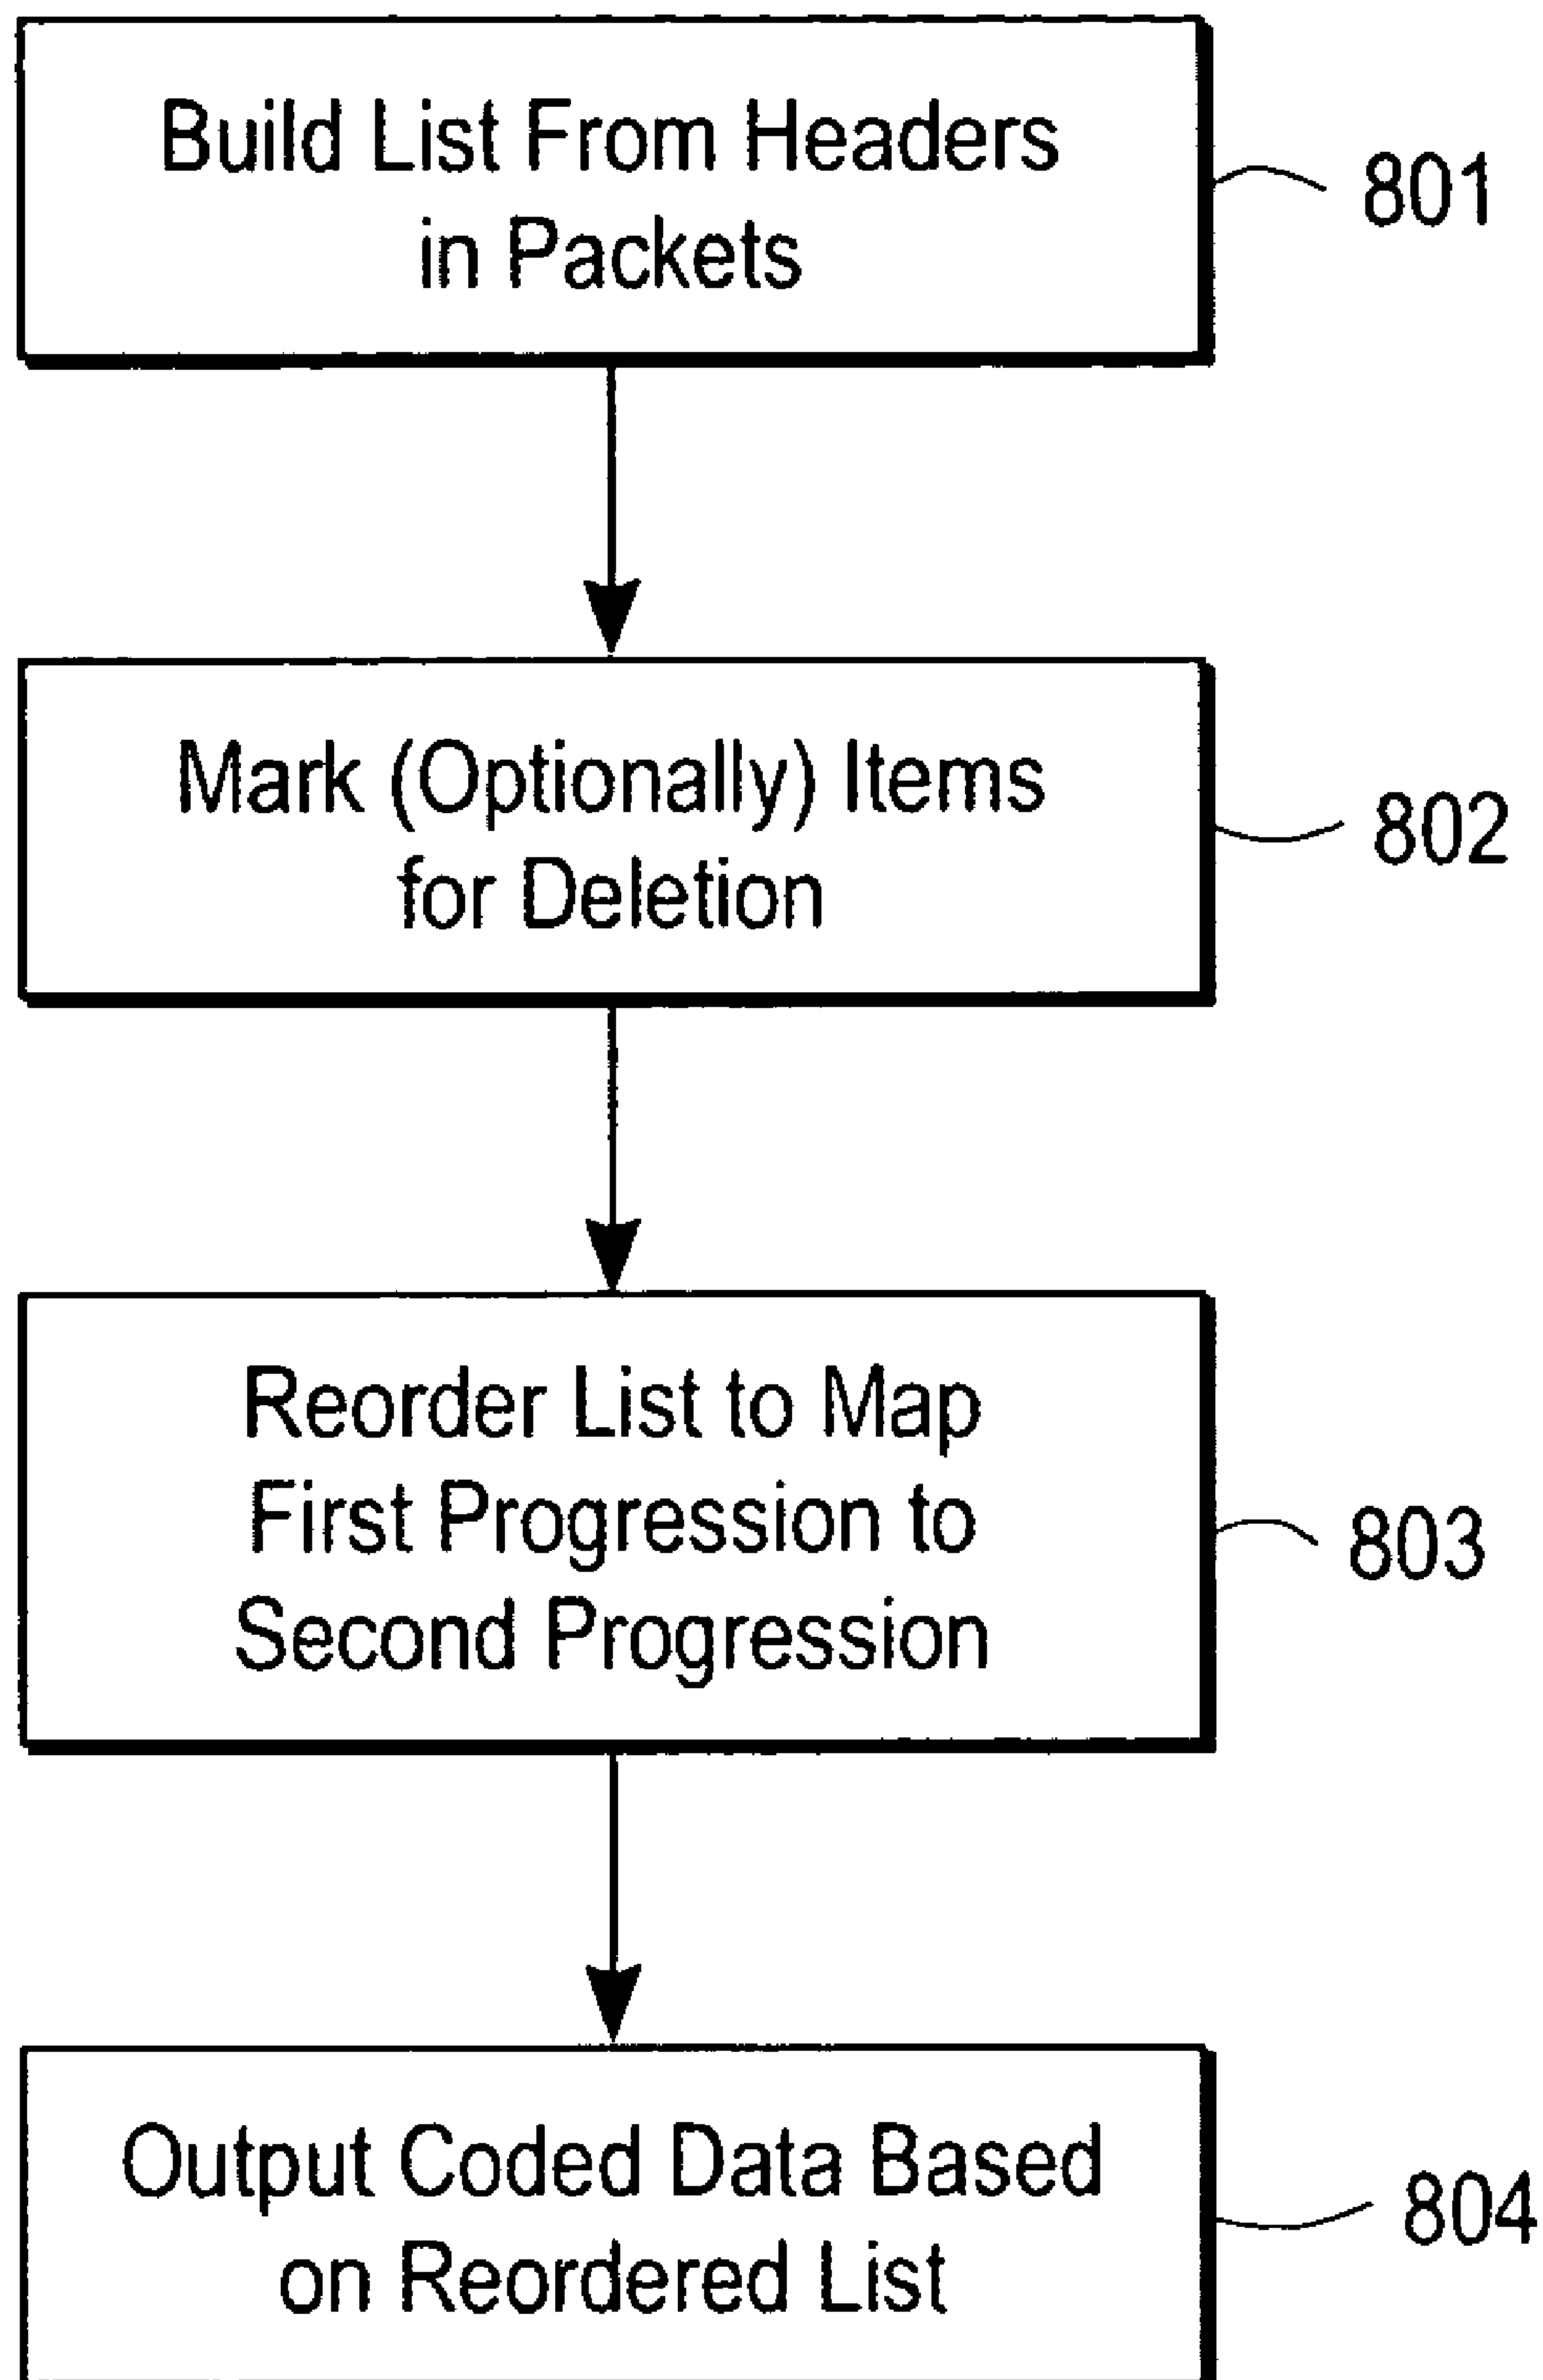 Build List From Headers
in Packets
801
Mark (Optionally) Items
for Deletion
802
Reorder List to Map
First Progression to
Second Progression
803
Output Coded Data Based
on Reordered List
804